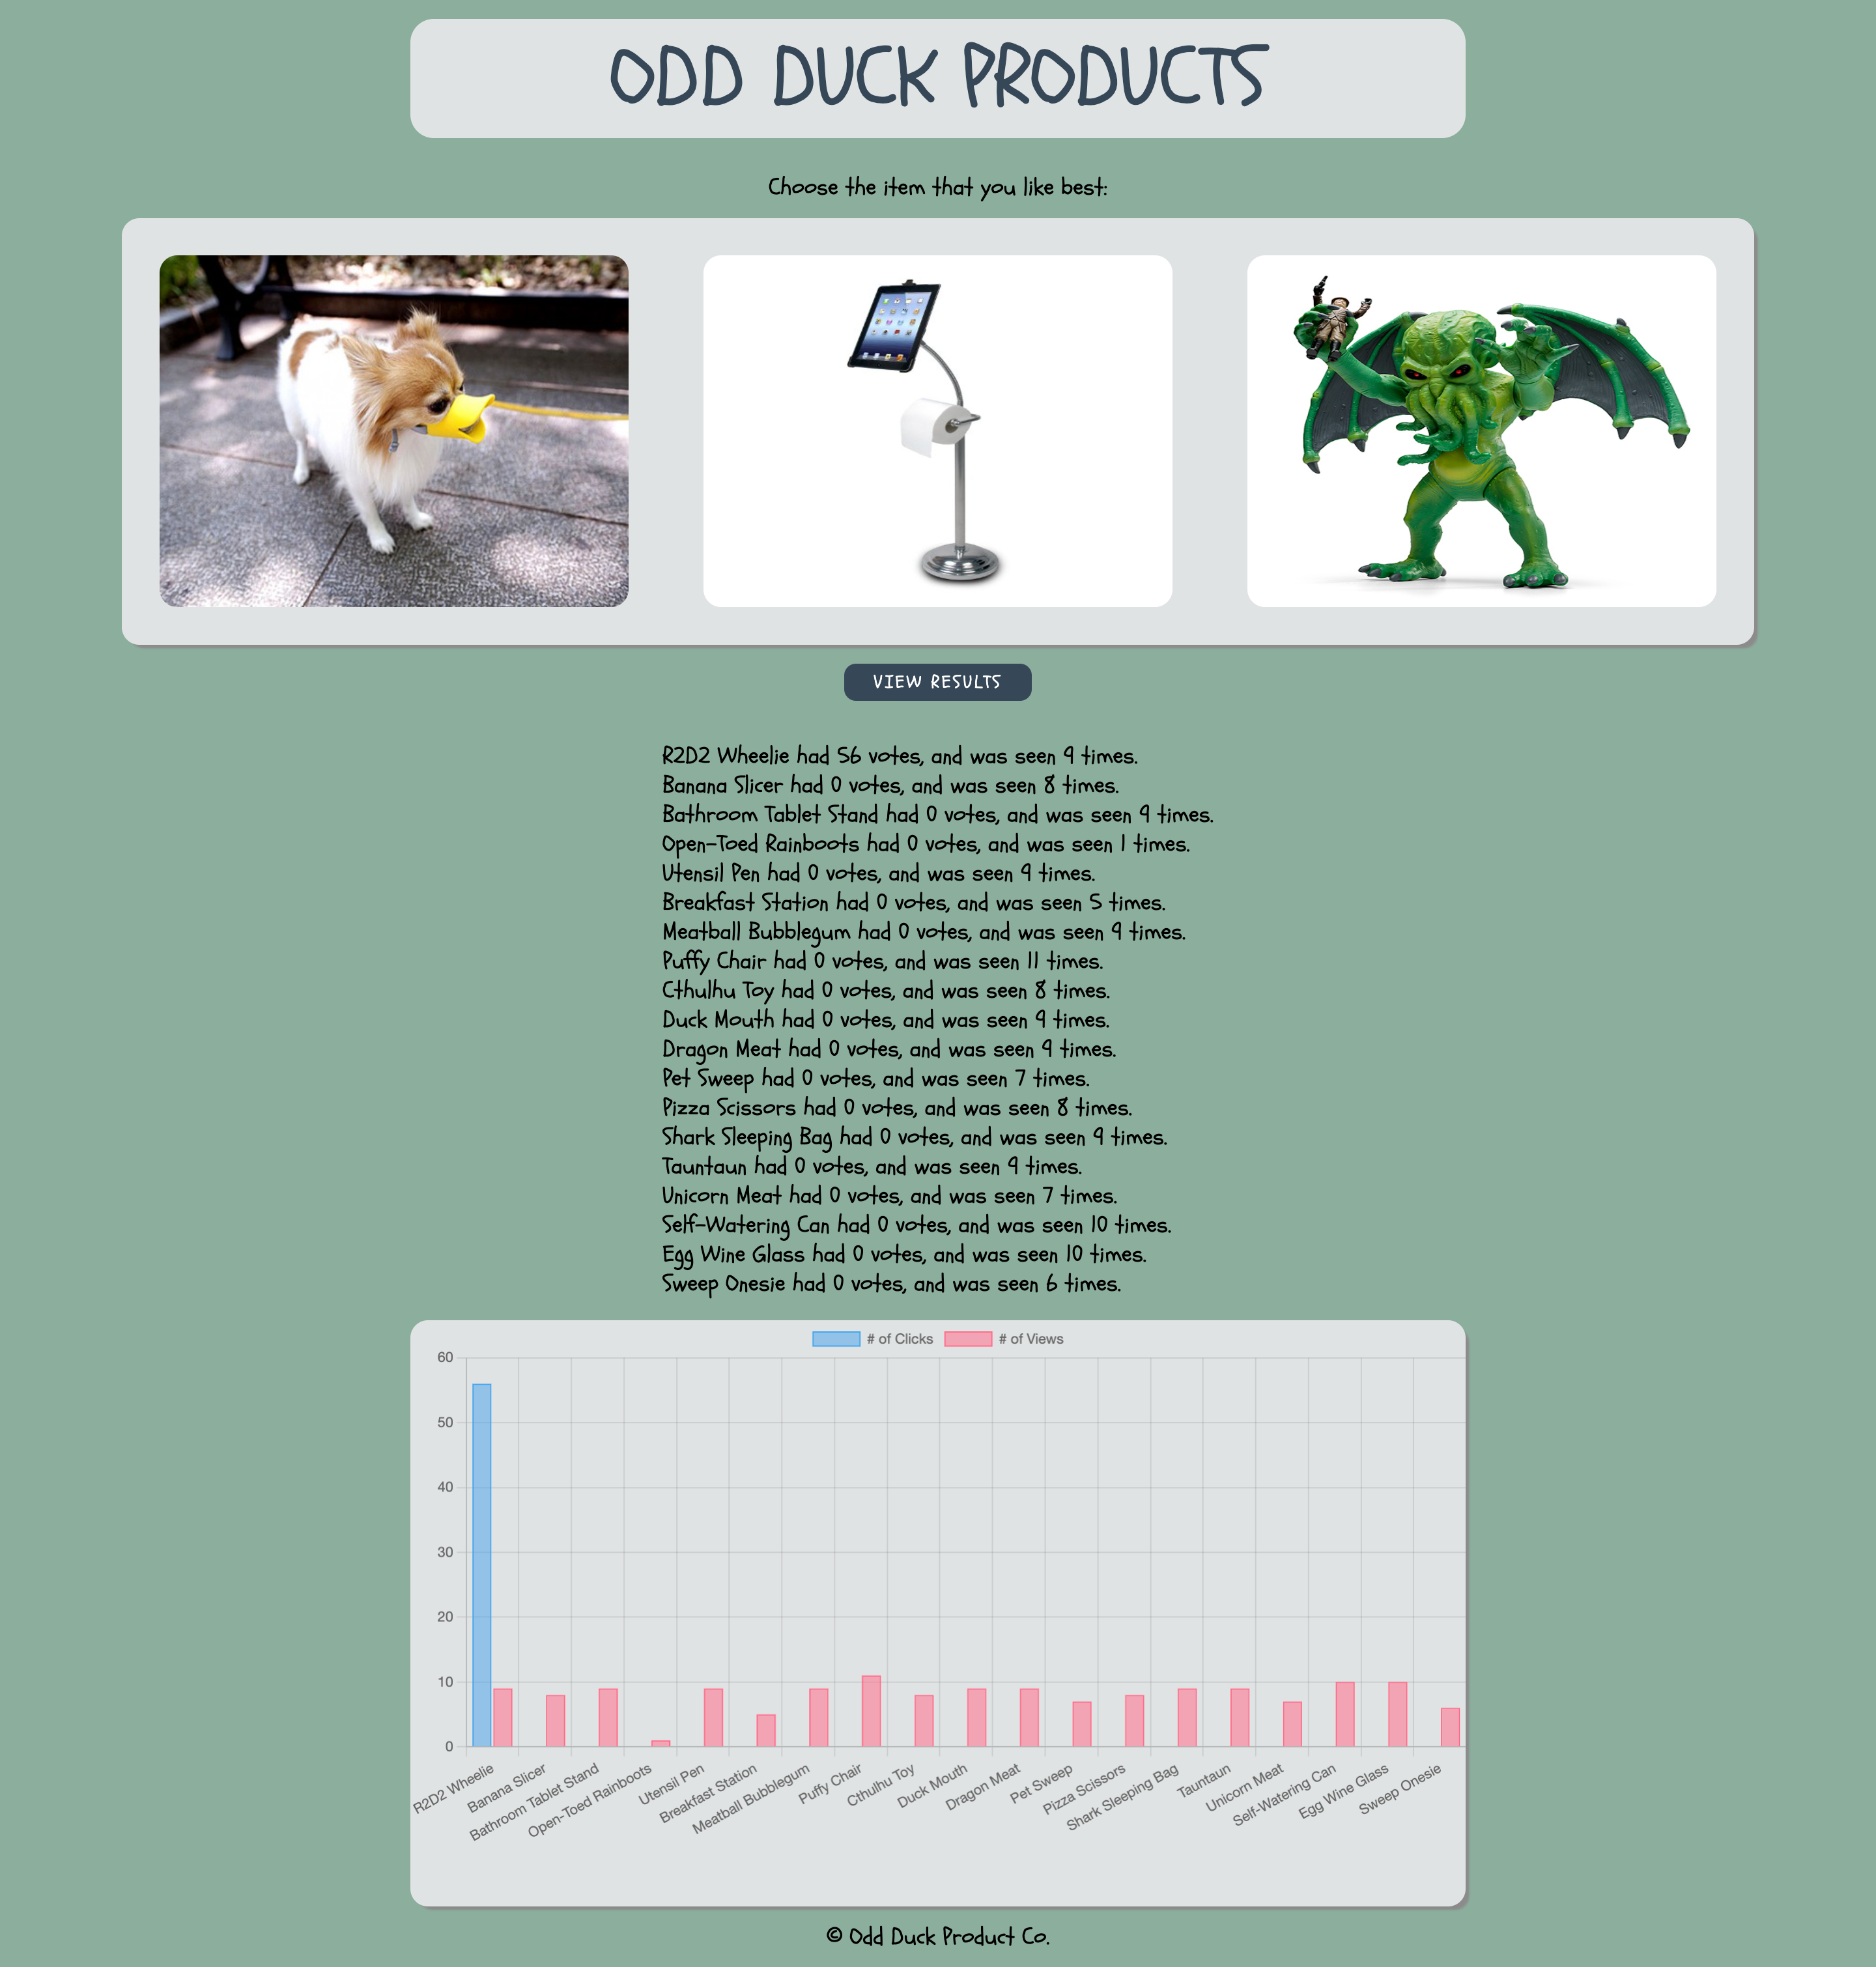 ODD DUCK PRODUCTS
Choose the item that you like best:
VIEW RESULTS
R2D2 Wheelie had 56 votes, and was seen 9 times.
Banana Slicer had 0 votes, and was seen 8 times.
Bathroom Tablet Stand had 0 votes, and was seen 9 times.
Open-Toed Rainboots had 0 votes, and was seen 1 times.
Utensil Pen had 0 votes, and was seen 9 times.
Breakfast Station had 0 votes, and was seen 5 times.
Meatball Bubblegum had 0 votes, and was seen 9 times.
Puffy Chair had 0 votes, and was seen 11 times.
Cthulhu Toy had 0 votes, and was seen 8 times.
Duck Mouth had 0 votes, and was seen 9 times.
Dragon Meat had 0 votes, and was seen 9 times.
Pet Sweep had 0 votes, and was seen 7 times.
Pizza Scissors had 0 votes, and was seen 8 times.
Shark Sleeping Bag had 0 votes, and was seen 9 times.
Tauntaun had 0 votes, and was seen 9 times.
Unicorn Meat had 0 votes, and was seen 7 times.
Self-Watering Can had 0 votes, and was seen 10 times.
Egg Wine Glass had 0 votes, and was seen 10 times.
Sweep Onesie had 0 votes, and was seen 6 times.
# of Clicks # of Views
60
50
40
30
20
10
0
R2D2 Wheelie
Banana Slicer
Bathroom Tablet Stand
Open-Toed Rainboots
Utensil Pen
Breakfast Station
Meatball Bubblegum
Puffy Chair
Cthulhu Toy
Duck Mouth
Dragon Meat
Pet Sweep
Pizza Scissors
Shark Sleeping Bag
Tauntaun
Unicorn Meat
Self-Watering Can
Egg Wine Glass
Sweep Onesie
© Odd Duck Product Co.